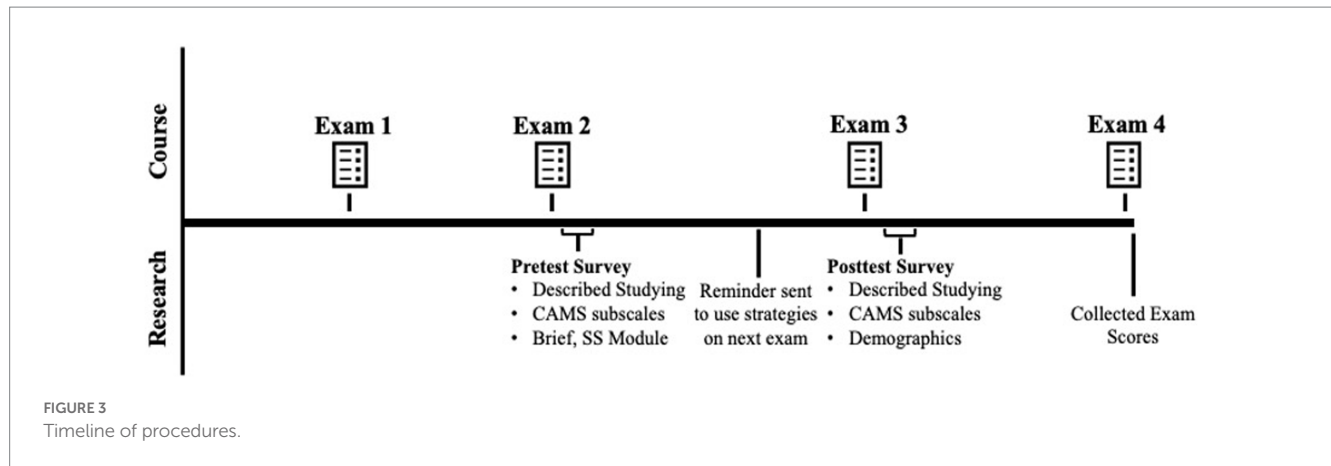 Course
Exam 1
Exam 2
Exam 3
Exam 4
Research
Pretest Survey
• Described Studying
• CAMS subscales
• Brief, SS Module
Reminder sent
to use strategies
on next exam
Posttest Survey
• Described Studying
• CAMS subscales
• Demographics
Collected Exam
Scores
FIGURE 3
Timeline of procedures.